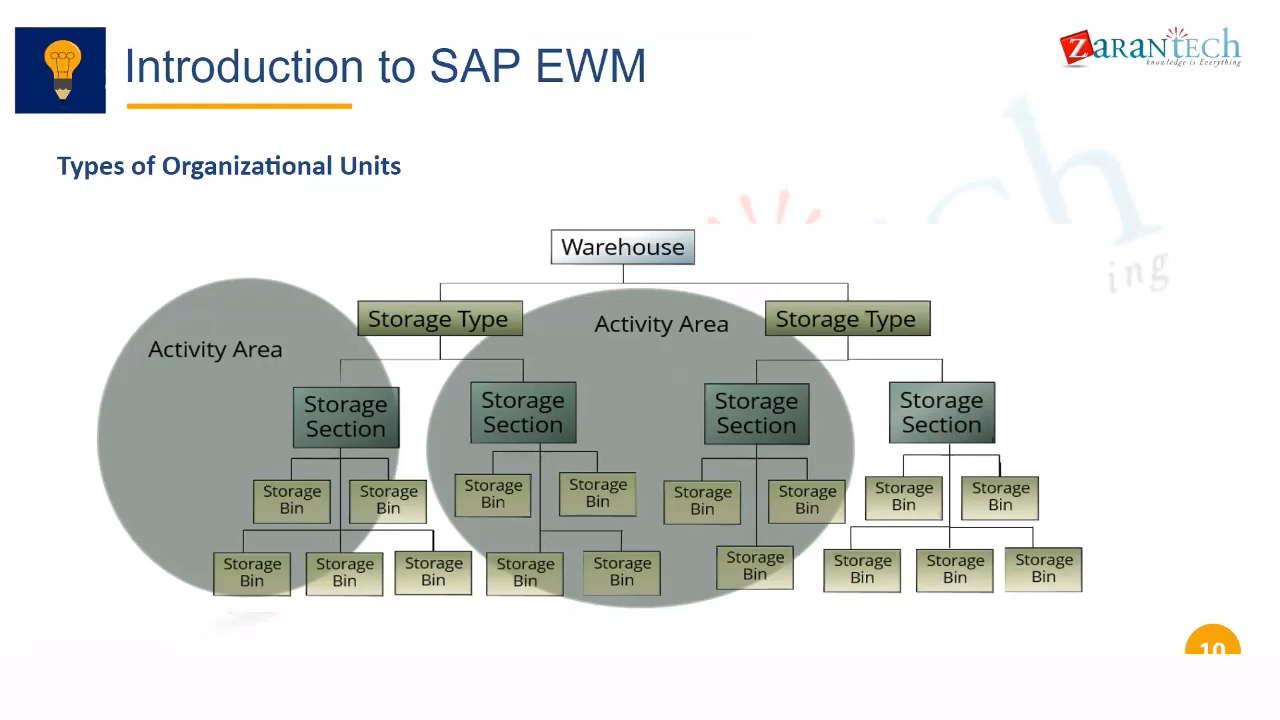 Introduction to SAP EWM
ZARANTECH
knowledge is Everything
Types of Organizational Units
h
ing
Warehouse
Storage Type
Activity Area
Storage Type
Activity Area
Storage
Section
Storage
Section
Storage
Section
Storage
Section
Storage
Bin
Storage
Bin
Storage
Bin
Storage
Bin
Storage
Bin
Storage
Bin
Storage
Bin
Storage
Bin
Storage
Bin
Storage
Bin
Storage
Bin
Storage
Bin
Storage
Bin
Storage
Bin
Storage
Bin
Storage
Bin
Storage
Bin
10